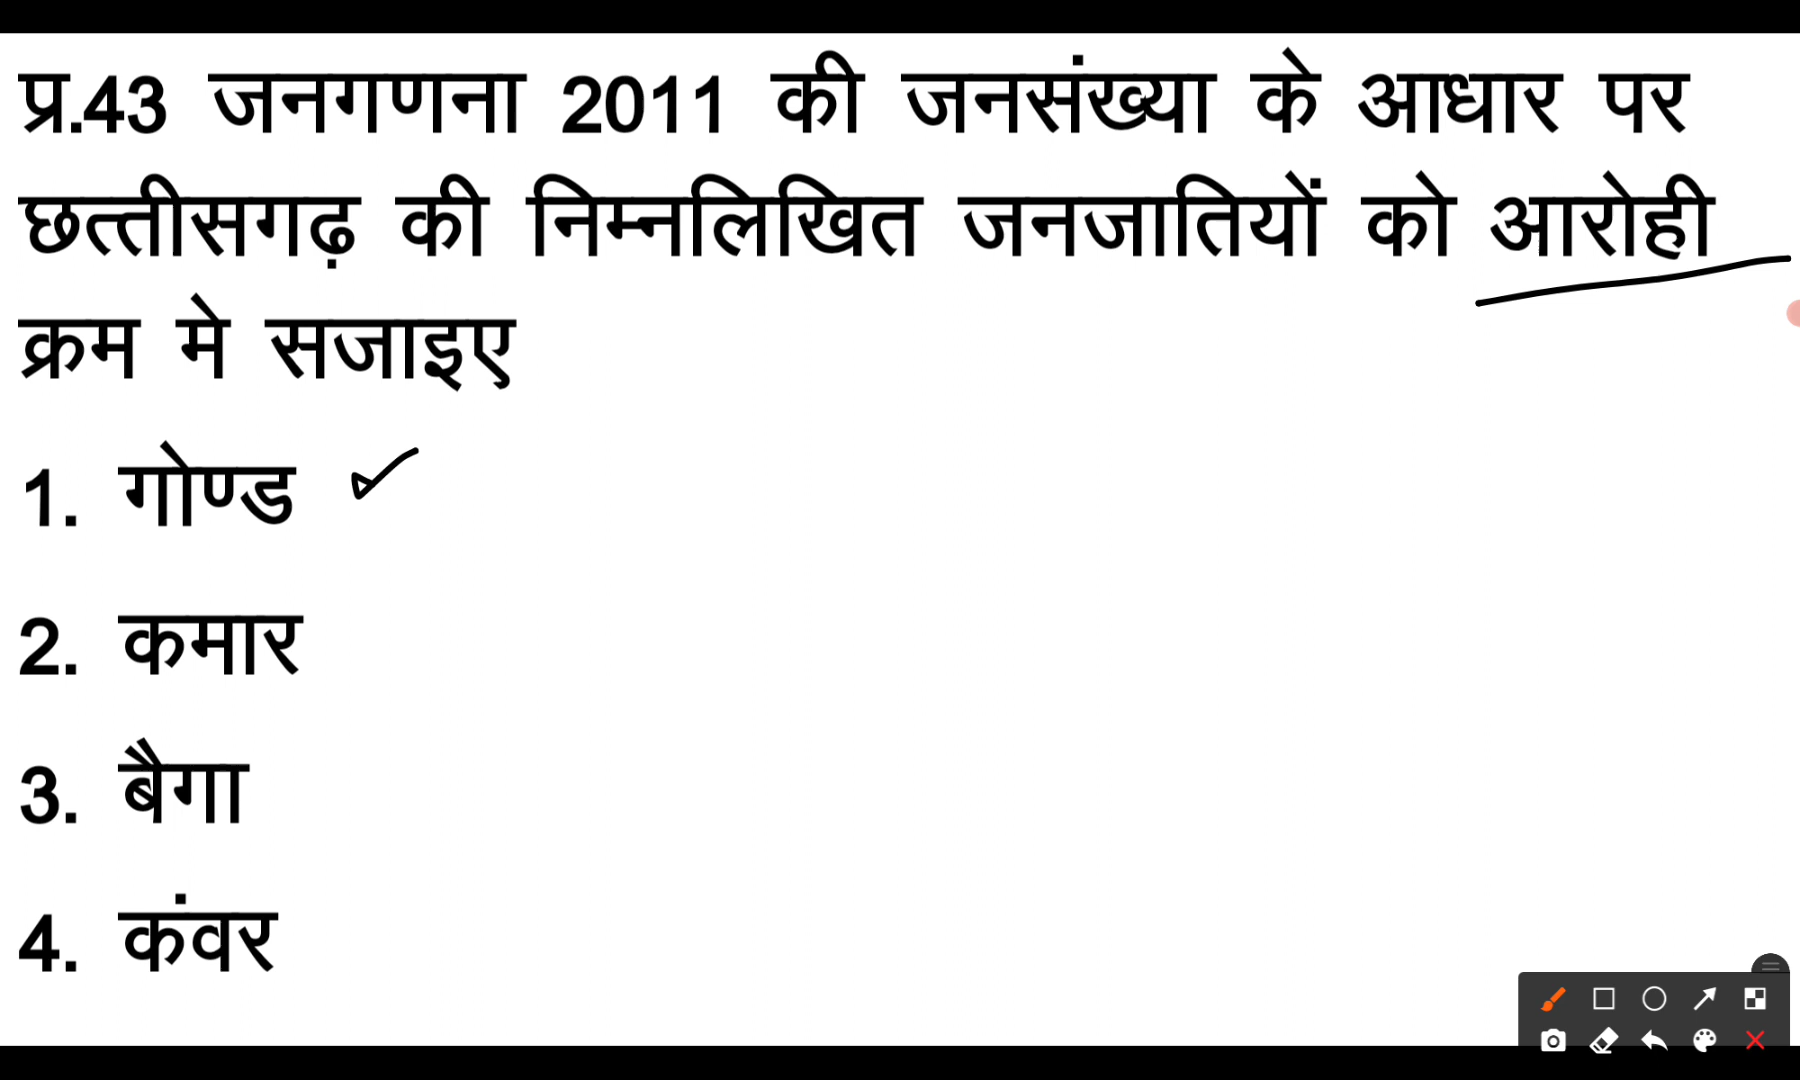 प्र.43 जनगणना 2011 की जनसंख्या के आधार पर
छत्तीसगढ़ की निम्नलिखित जनजातियों को आरोही
क्रम मे सजाइए
1. गोण्ड
2. कमार
3. बैगा
4. कंवर